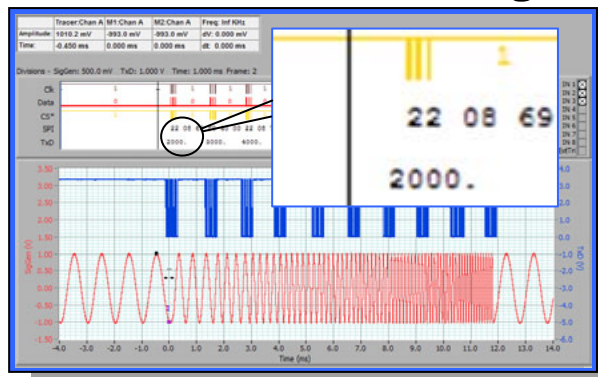 Tracer:Chan A M1:Chan A M2:Chan A Freq: Inf KHz
Amplitude: 1010.2 mV -993.0 mV -993.0 mV dV: 0.000 mV
Time: -0.450 ms 0.000 ms 0.000 ms dt: 0.000 ms
Divisions - SigGen: 500.0 mV TxD: 1.000 V Time: 1.000 ms Frame: 2
Clk
Data
CS*
SPI 22 08
TxD 2000. 3000. 4000.
1
22 08 69
2000.
IN 1
IN 2
IN 3
IN 4
IN 5
IN 6
IN 7
IN 8
3.50 4.0
3.00 3.0
2.50 2.0
2.00 1.0
1.50 0.0
1.00 -1.0
0.50 -2.0
0.00 -3.0
-0.50 -4.0
-1.00 -5.0
-1.50 -6.0
SigGen (V)
TxD (V)
-4.0 -3.0 -2.0 -1.0 0.0 1.0 2.0 3.0 4.0 5.0 6.0 7.0 8.0 9.0 10.0 11.0 12.0 13.0 14.0
Time (ms)